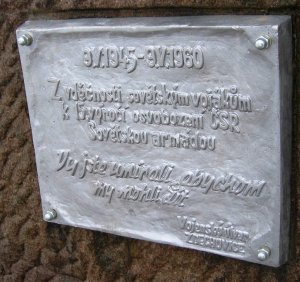 9.V.1945-9.V.1960
Z vděčnosti sovětským vojákům
k 15.výročí osvobození ČSR
Sovětskou armádou
Vy jste umírali abychom
my mohli žít
Vojenský útvar
ZBECHOVICE